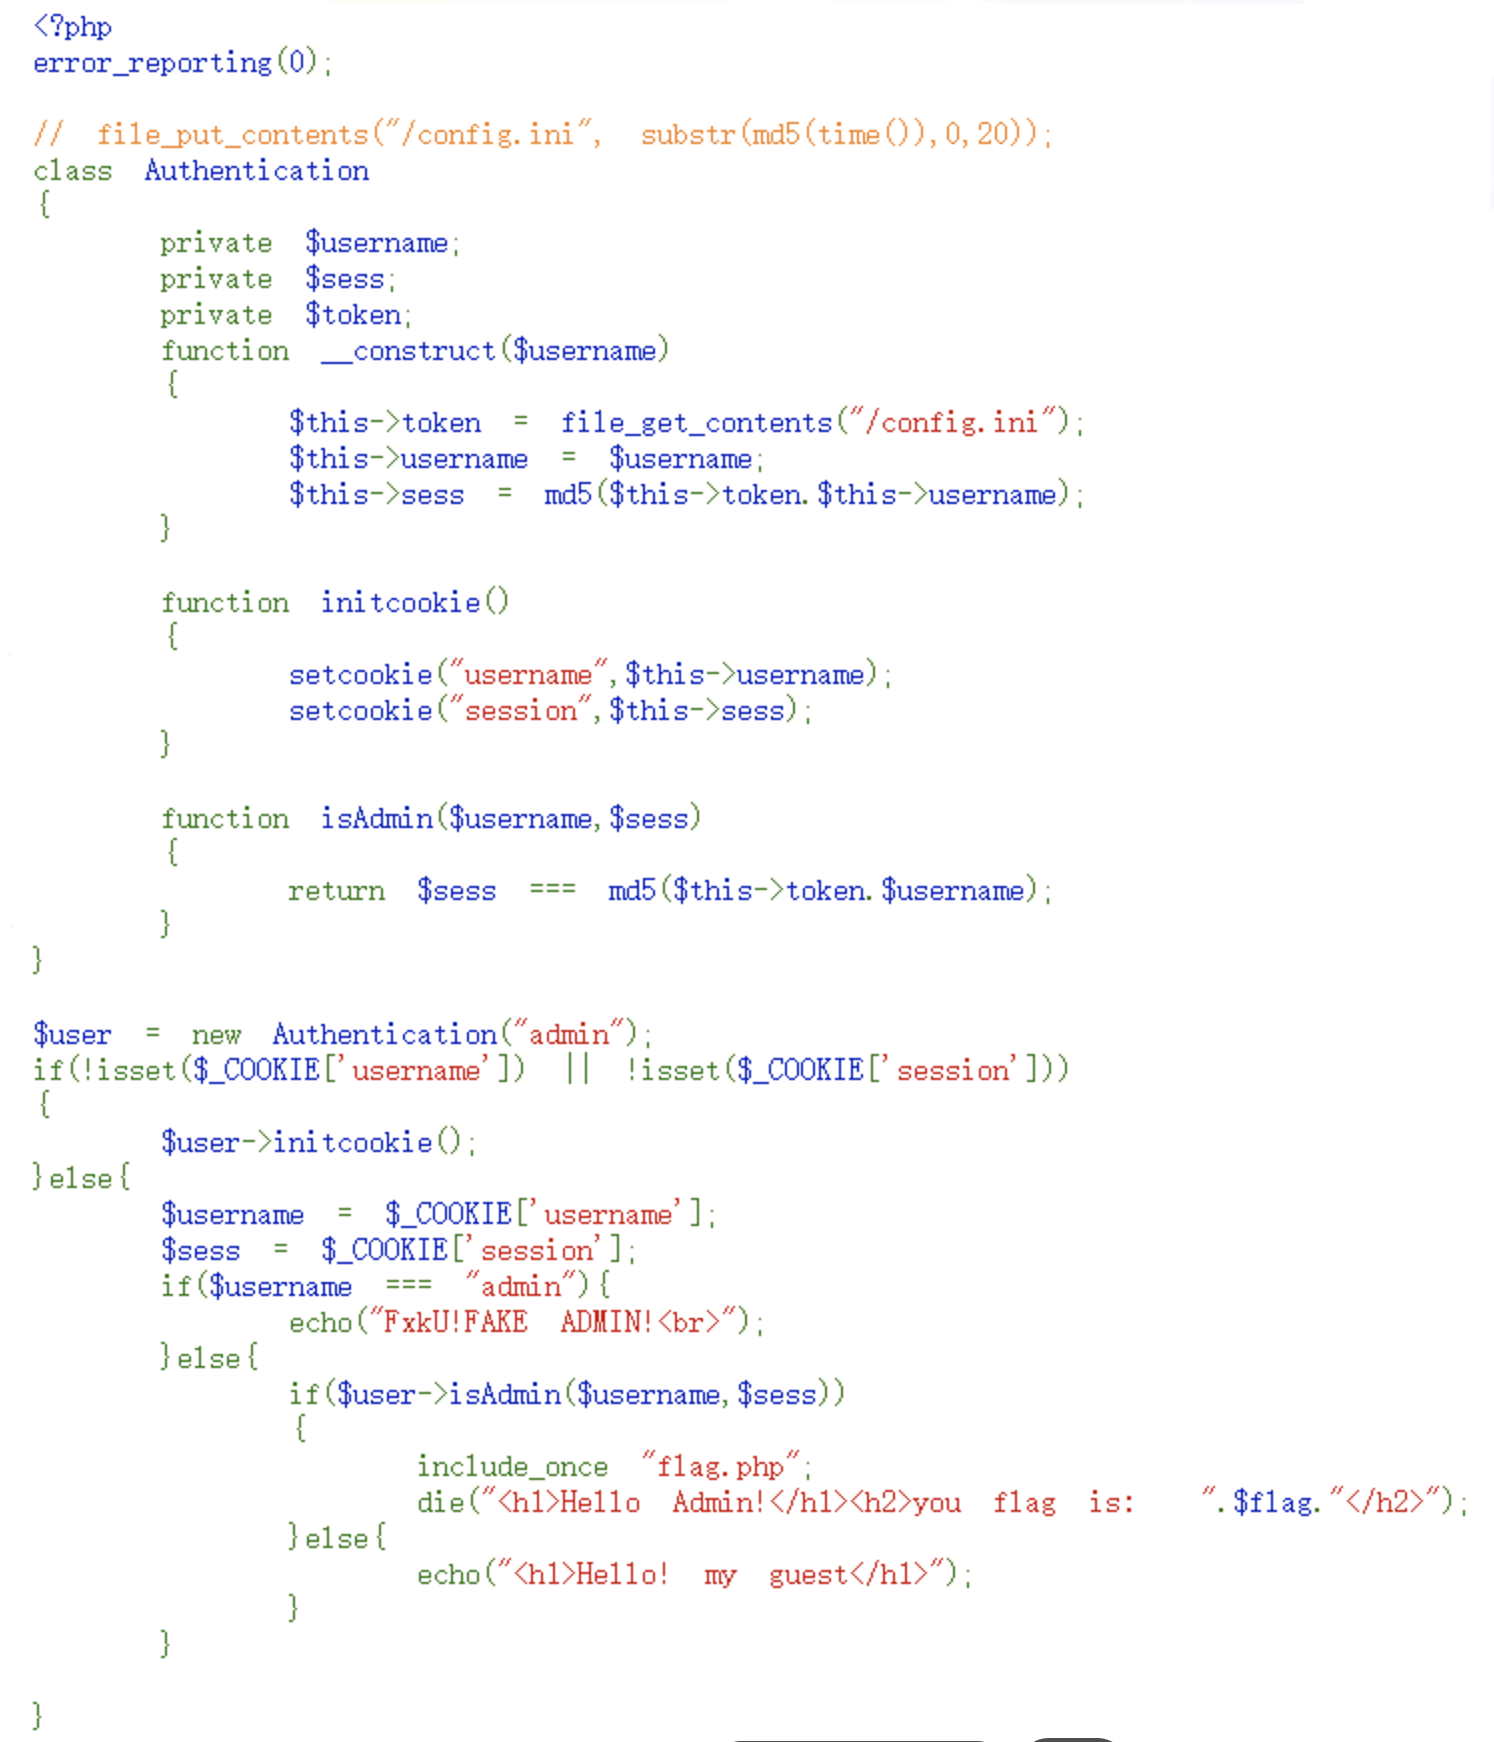 <?php
error_reporting(0);
//  file_put_contents("/config.ini",  substr(md5(time()),0,20));
class  Authentication
{
private  $username;
private  $sess;
private  $token;
function  __construct($username)
{
$this->token  =  file_get_contents("/config.ini");
$this->username  =  $username;
$this->sess  =  md5($this->token.$this->username);
}
function  initcookie()
{
setcookie("username",$this->username);
setcookie("session",$this->sess);
}
function  isAdmin($username,$sess)
{
return  $sess  ===  md5($this->token.$username);
}
}
$user  =  new  Authentication("admin");
if(!isset($_COOKIE['username'])  ||  !isset($_COOKIE['session']))
{
$user->initcookie();
}else{
$username  =  $_COOKIE['username'];
$sess  =  $_COOKIE['session'];
if($username  ===  "admin"){
echo("FxkU!FAKE  ADMIN!<br>");
}else{
if($user->isAdmin($username,$sess))
{
include_once  "flag.php";
die("<h1>Hello  Admin!</h1><h2>you  flag  is:    ".$flag."</h2>");
}else{
echo("<h1>Hello!  my  guest</h1>");
}
}
}